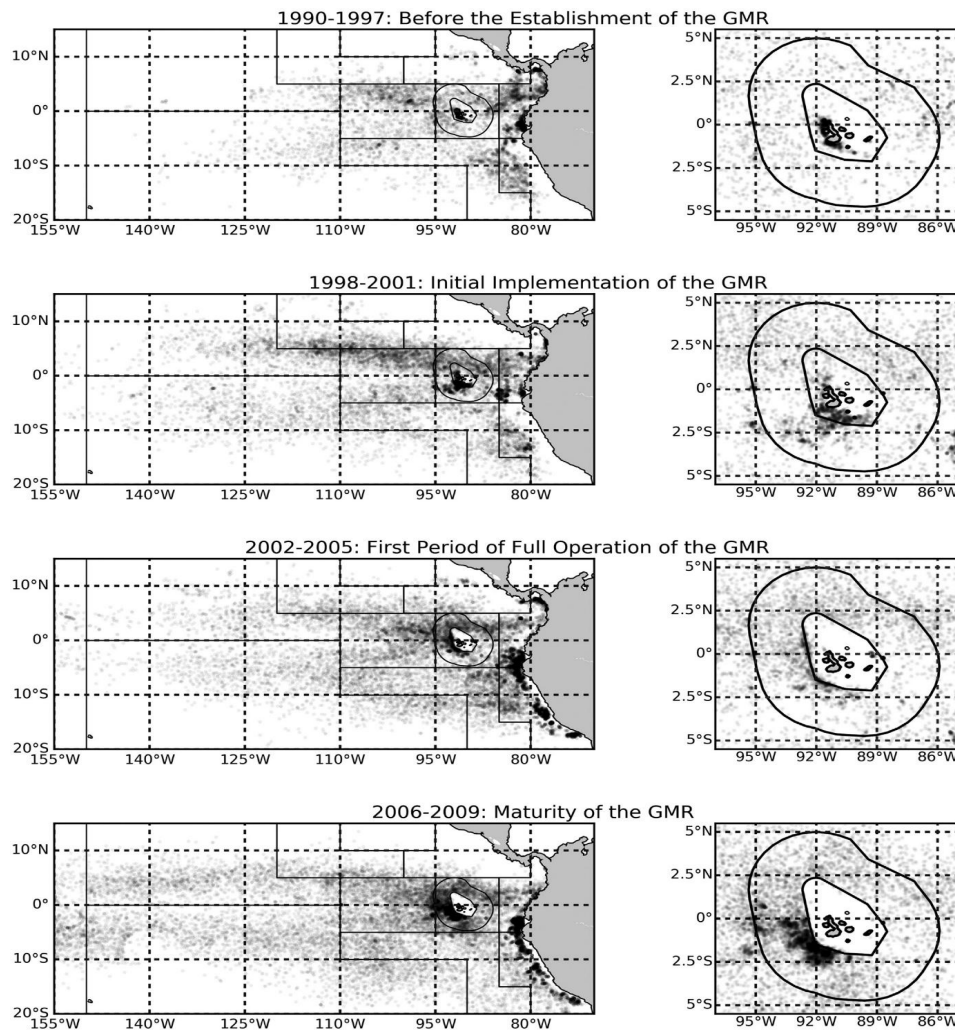 1990-1997: Before the Establishment of the GMR
10°N
0°
10°S
20°S
155°W 140°W 125°W 110°W 95°W 80°W
5°N
2.5°N
0°
2.5°S
5°S
95°W 92°W 89°W 86°W
1998-2001: Initial Implementation of the GMR
10°N
0°
10°S
20°S
155°W 140°W 125°W 110°W 95°W 80°W
5°N
2.5°N
0°
2.5°S
5°S
95°W 92°W 89°W 86°W
2002-2005: First Period of Full Operation of the GMR
10°N
0°
10°S
20°S
155°W 140°W 125°W 110°W 95°W 80°W
5°N
2.5°N
0°
2.5°S
5°S
95°W 92°W 89°W 86°W
2006-2009: Maturity of the GMR
10°N
0°
10°S
20°S
155°W 140°W 125°W 110°W 95°W 80°W
5°N
2.5°N
0°
2.5°S
5°S
95°W 92°W 89°W 86°W